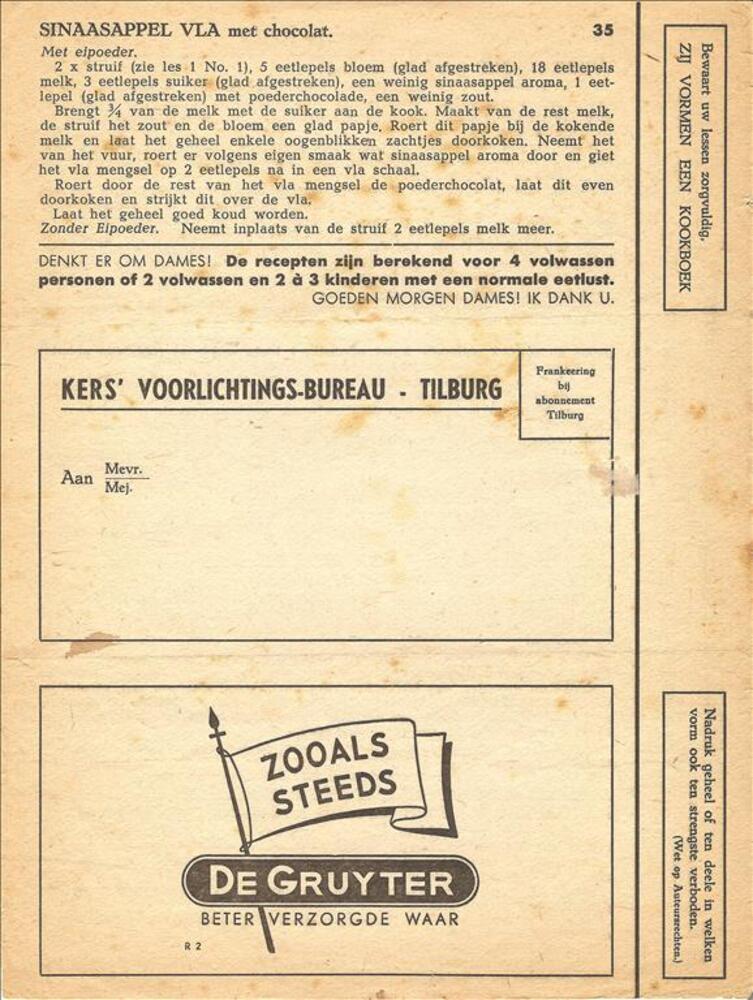 SINAASAPPEL VLA met chocolat. 35
Met eipoeder.
2 x struif (zie les 1 No. 1), 5 eetlepels bloem (glad afgestreken), 18 eetlepels
melk, 3 eetlepels suiker (glad afgestreken), een weinig sinaasappel aroma, 1 eet-
lepel (glad afgestreken) met poederchocolade, een weinig zout.
Brengt ¾ van de melk met de suiker aan de kook. Maakt van de rest melk,
de struif het zout en de bloem een glad papje. Roert dit papje bij de kokende
melk en laat het geheel enkele oogenblikken zachtjes doorkoken. Neemt het
van het vuur, roert er volgens eigen smaak wat sinaasappel aroma door en giet
het vla mengsel op 2 eetlepels na in een vla schaal.
Roert door de rest van het vla mengsel de poederchocolat, laat dit even
doorkoken en strijkt dit over de vla.
Laat het geheel goed koud worden.
Zonder Eipoeder. Neemt inplaats van de struif 2 eetlepels melk meer.
DENKT ER OM DAMES! De recepten zijn berekend voor 4 volwassen
personen of 2 volwassen en 2 à 3 kinderen met een normale eetlust.
GOEDEN MORGEN DAMES! IK DANK U.
Bewaart uw lessen zorgvuldig,
ZIJ VORMEN EEN KOOKBOEK
KERS' VOORLICHTINGS-BUREAU - TILBURG
Frankeering
bij
abonnement
Tilburg
Aan Mevr.
Mej.
ZOOALS
STEEDS
DE GRUYTER
BETER VERZORGDE WAAR
R 2
Nadruk geheel of ten deele in welken
vorm ook ten strengste verboden.
(Wet op Auteursrechten.)